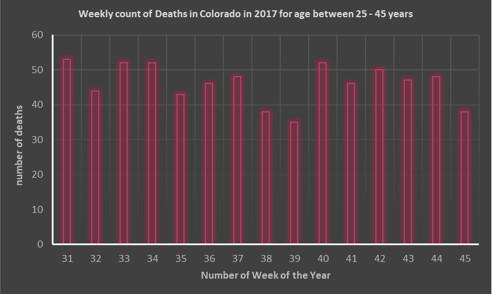 Weekly count of Deaths in Colorado in 2017 for age between 25 - 45 years
60
50
40
30
20
10
0
number of deaths
31 32 33 34 35 36 37 38 39 40 41 42 43 44 45
Number of Week of the Year